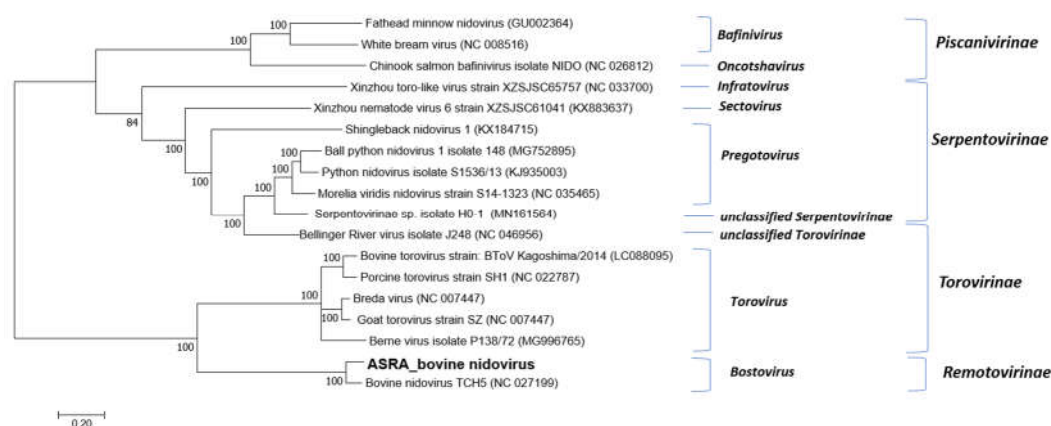 Fathead minnow nidovirus (GU002364)
White bream virus (NC 008516)
Chinook salmon bafinivirus isolate NIDO (NC 026812)
Xinzhou toro-like virus strain XZSJSC65757 (NC 033700)
Xinzhou nematode virus 6 strain XZSJSC61041 (KX883637)
Shingleback nidovirus 1 (KX184715)
Ball python nidovirus 1 isolate 148 (MG752895)
Python nidovirus isolate S1536/13 (KJ935003)
Morelia viridis nidovirus strain S14-1323 (NC 035465)
Serpentovirinae sp. isolate H0-1 (MN161564)
Bellinger River virus isolate J248 (NC 046956)
Bovine torovirus strain: BToV Kagoshima/2014 (LC088095)
Porcine torovirus strain SH1 (NC 022787)
Breda virus (NC 007447)
Goat torovirus strain SZ (NC 007447)
Berne virus isolate P138/72 (MG996765)
ASRA_bovine nidovirus
Bovine nidovirus TCH5 (NC 027199)
100
100
84
100
100
100
100
100
100
100
100
100
100
100
0.20
Bafinivirus
Oncotshavirus
Infratovirus
Sectovirus
Pregotovirus
unclassified Serpentovirinae
unclassified Torovirinae
Torovirus
Bostovirus
Piscanivirinae
Serpentovirinae
Torovirinae
Remotovirinae